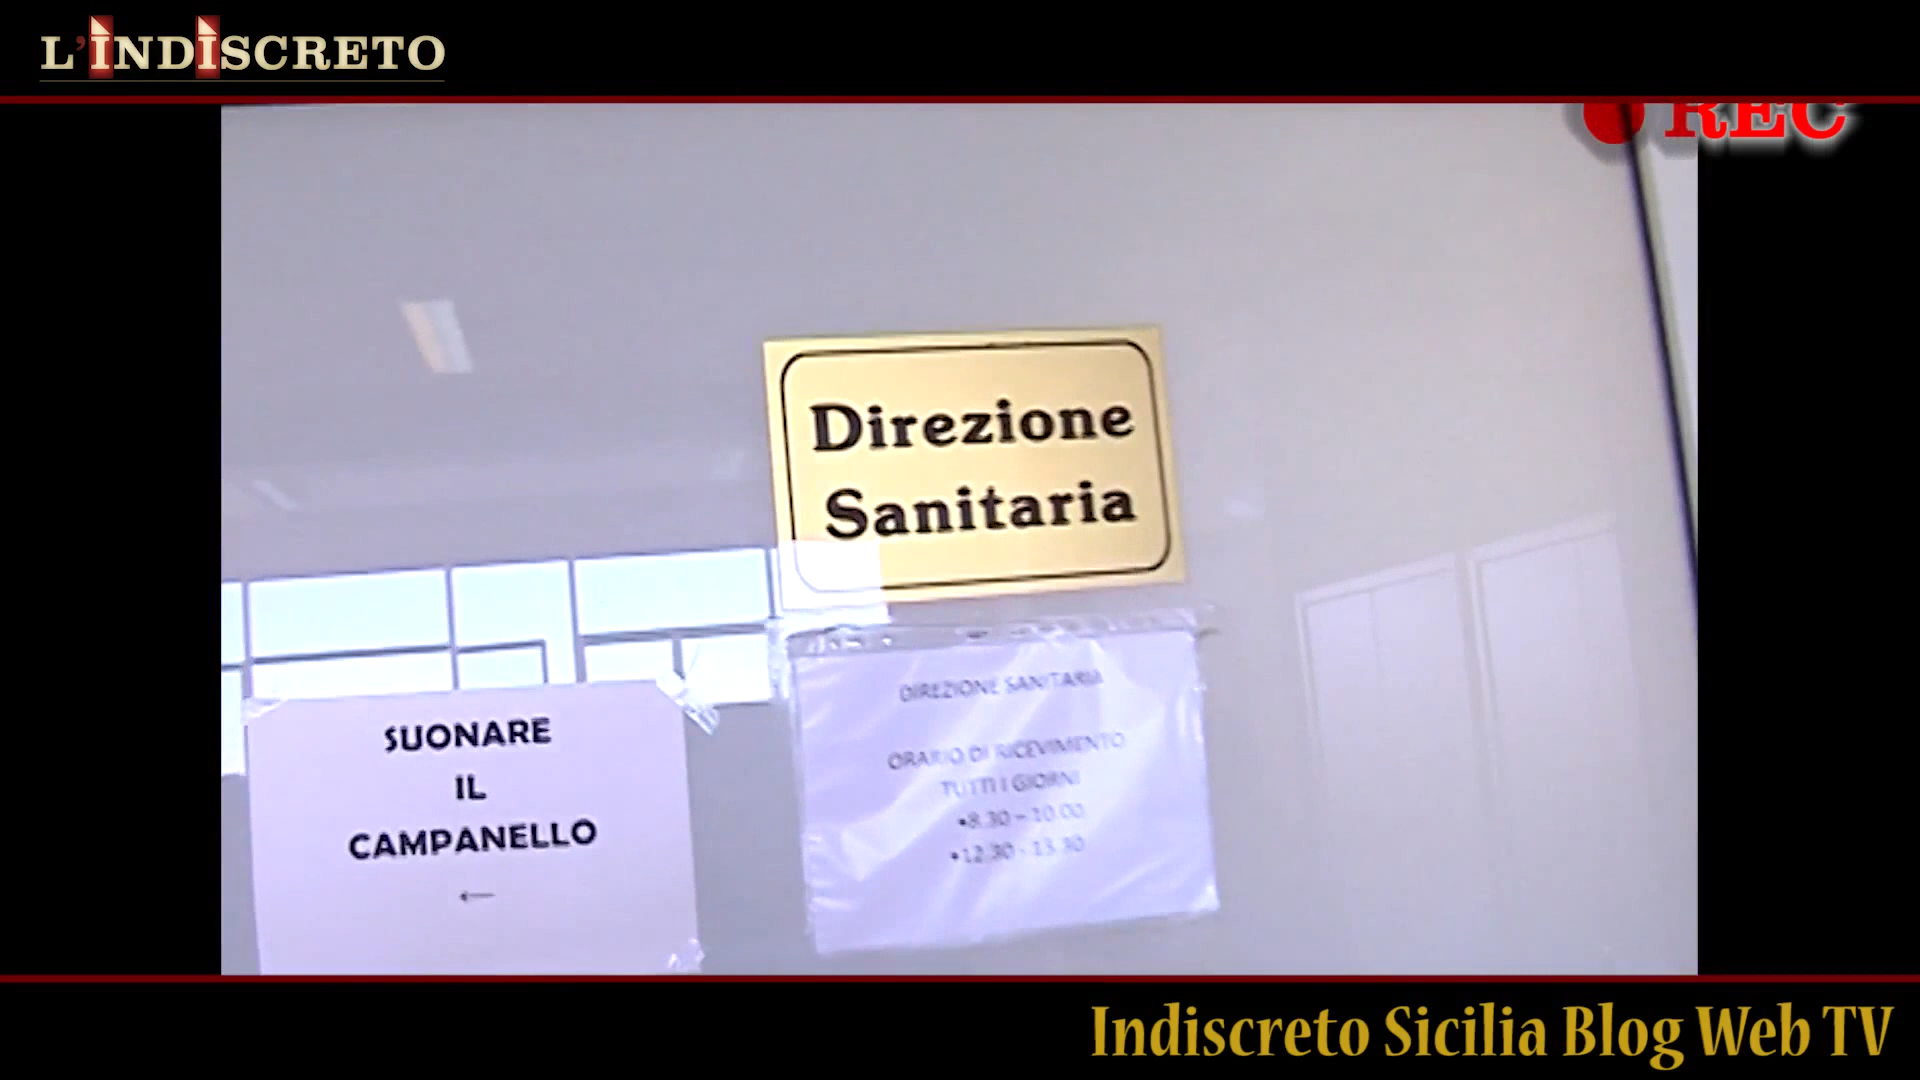 L'INDISCRETO
REC
Direzione
Sanitaria
SUONARE
IL
CAMPANELLO
←
DIREZIONE SANITARIA
ORARIO DI RICEVIMENTO
TUTTI I GIORNI
•8.30 – 10.00
•12.30 - 13.30
Indiscreto Sicilia Blog Web TV